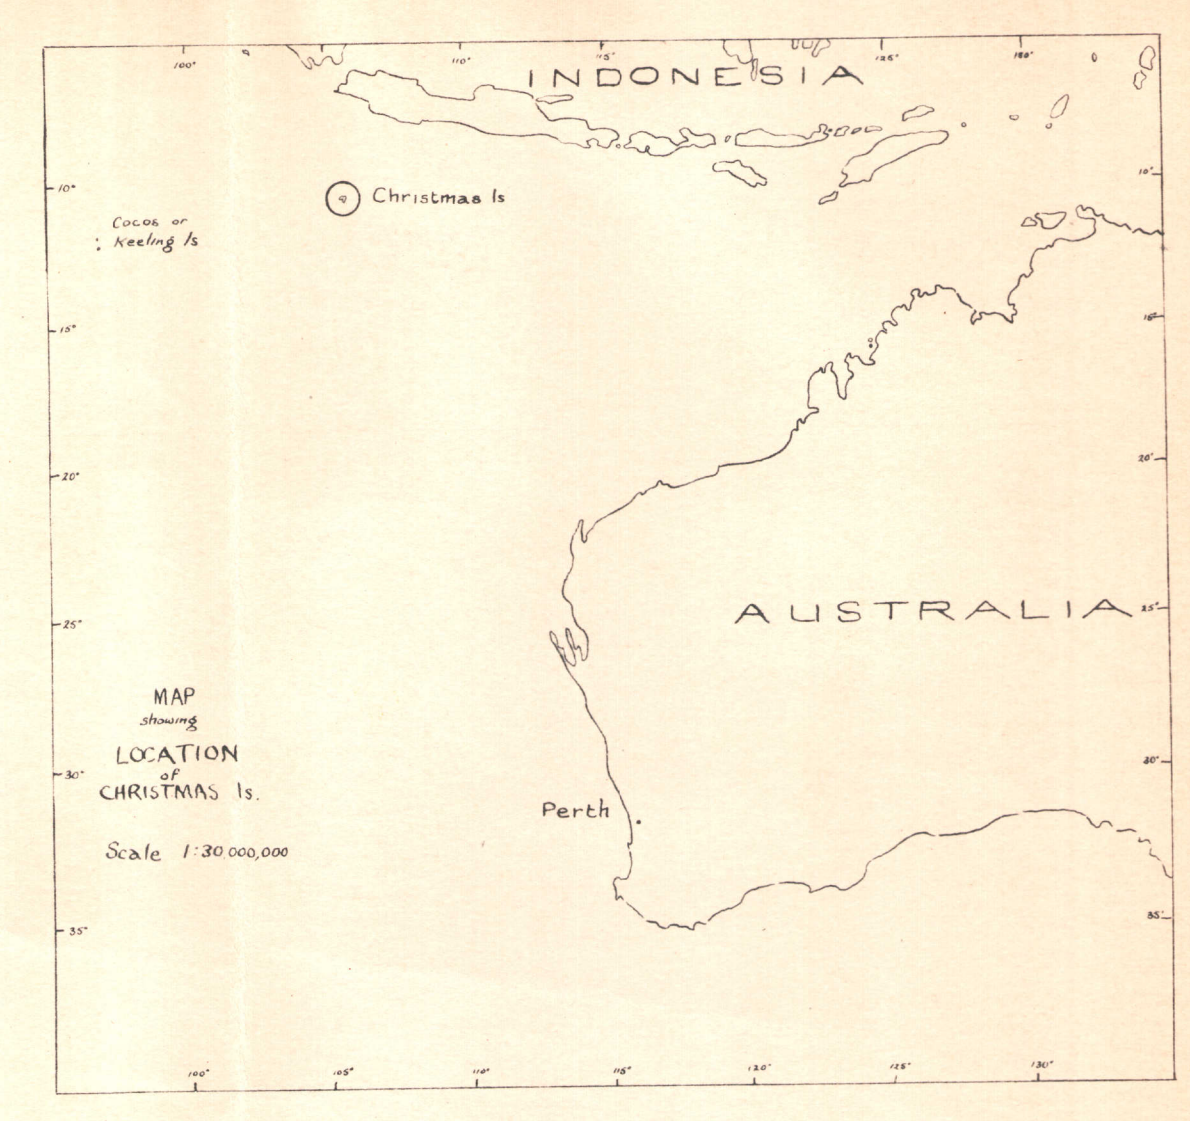 100°
110°
115°
125°
130°
INDONESIA
10°
10°
Christmas Is
Cocos or
Keeling Is
15°
15°
20°
20°
25°
AUSTRALIA
25°
MAP
showing
LOCATION
of
CHRISTMAS Is.
30°
30°
Perth
Scale 1:30,000,000
35°
35°
100°
105°
110°
115°
120°
125°
130°